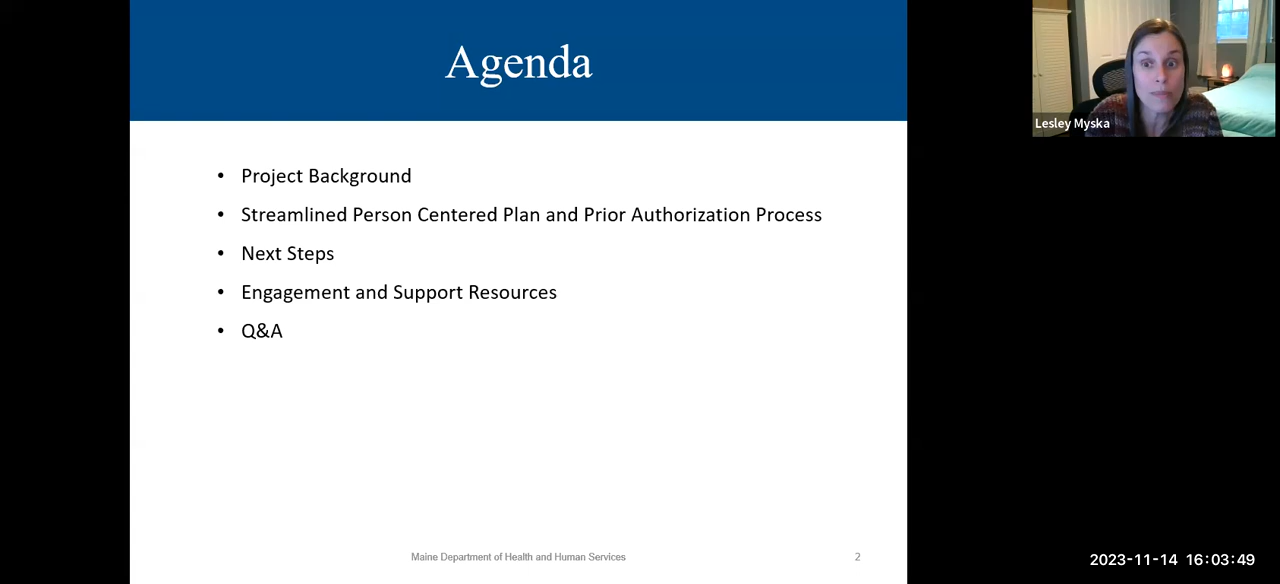 Agenda
Lesley Myska
• Project Background
• Streamlined Person Centered Plan and Prior Authorization Process
• Next Steps
• Engagement and Support Resources
• Q&A
Maine Department of Health and Human Services
2
2023-11-14 16:03:49